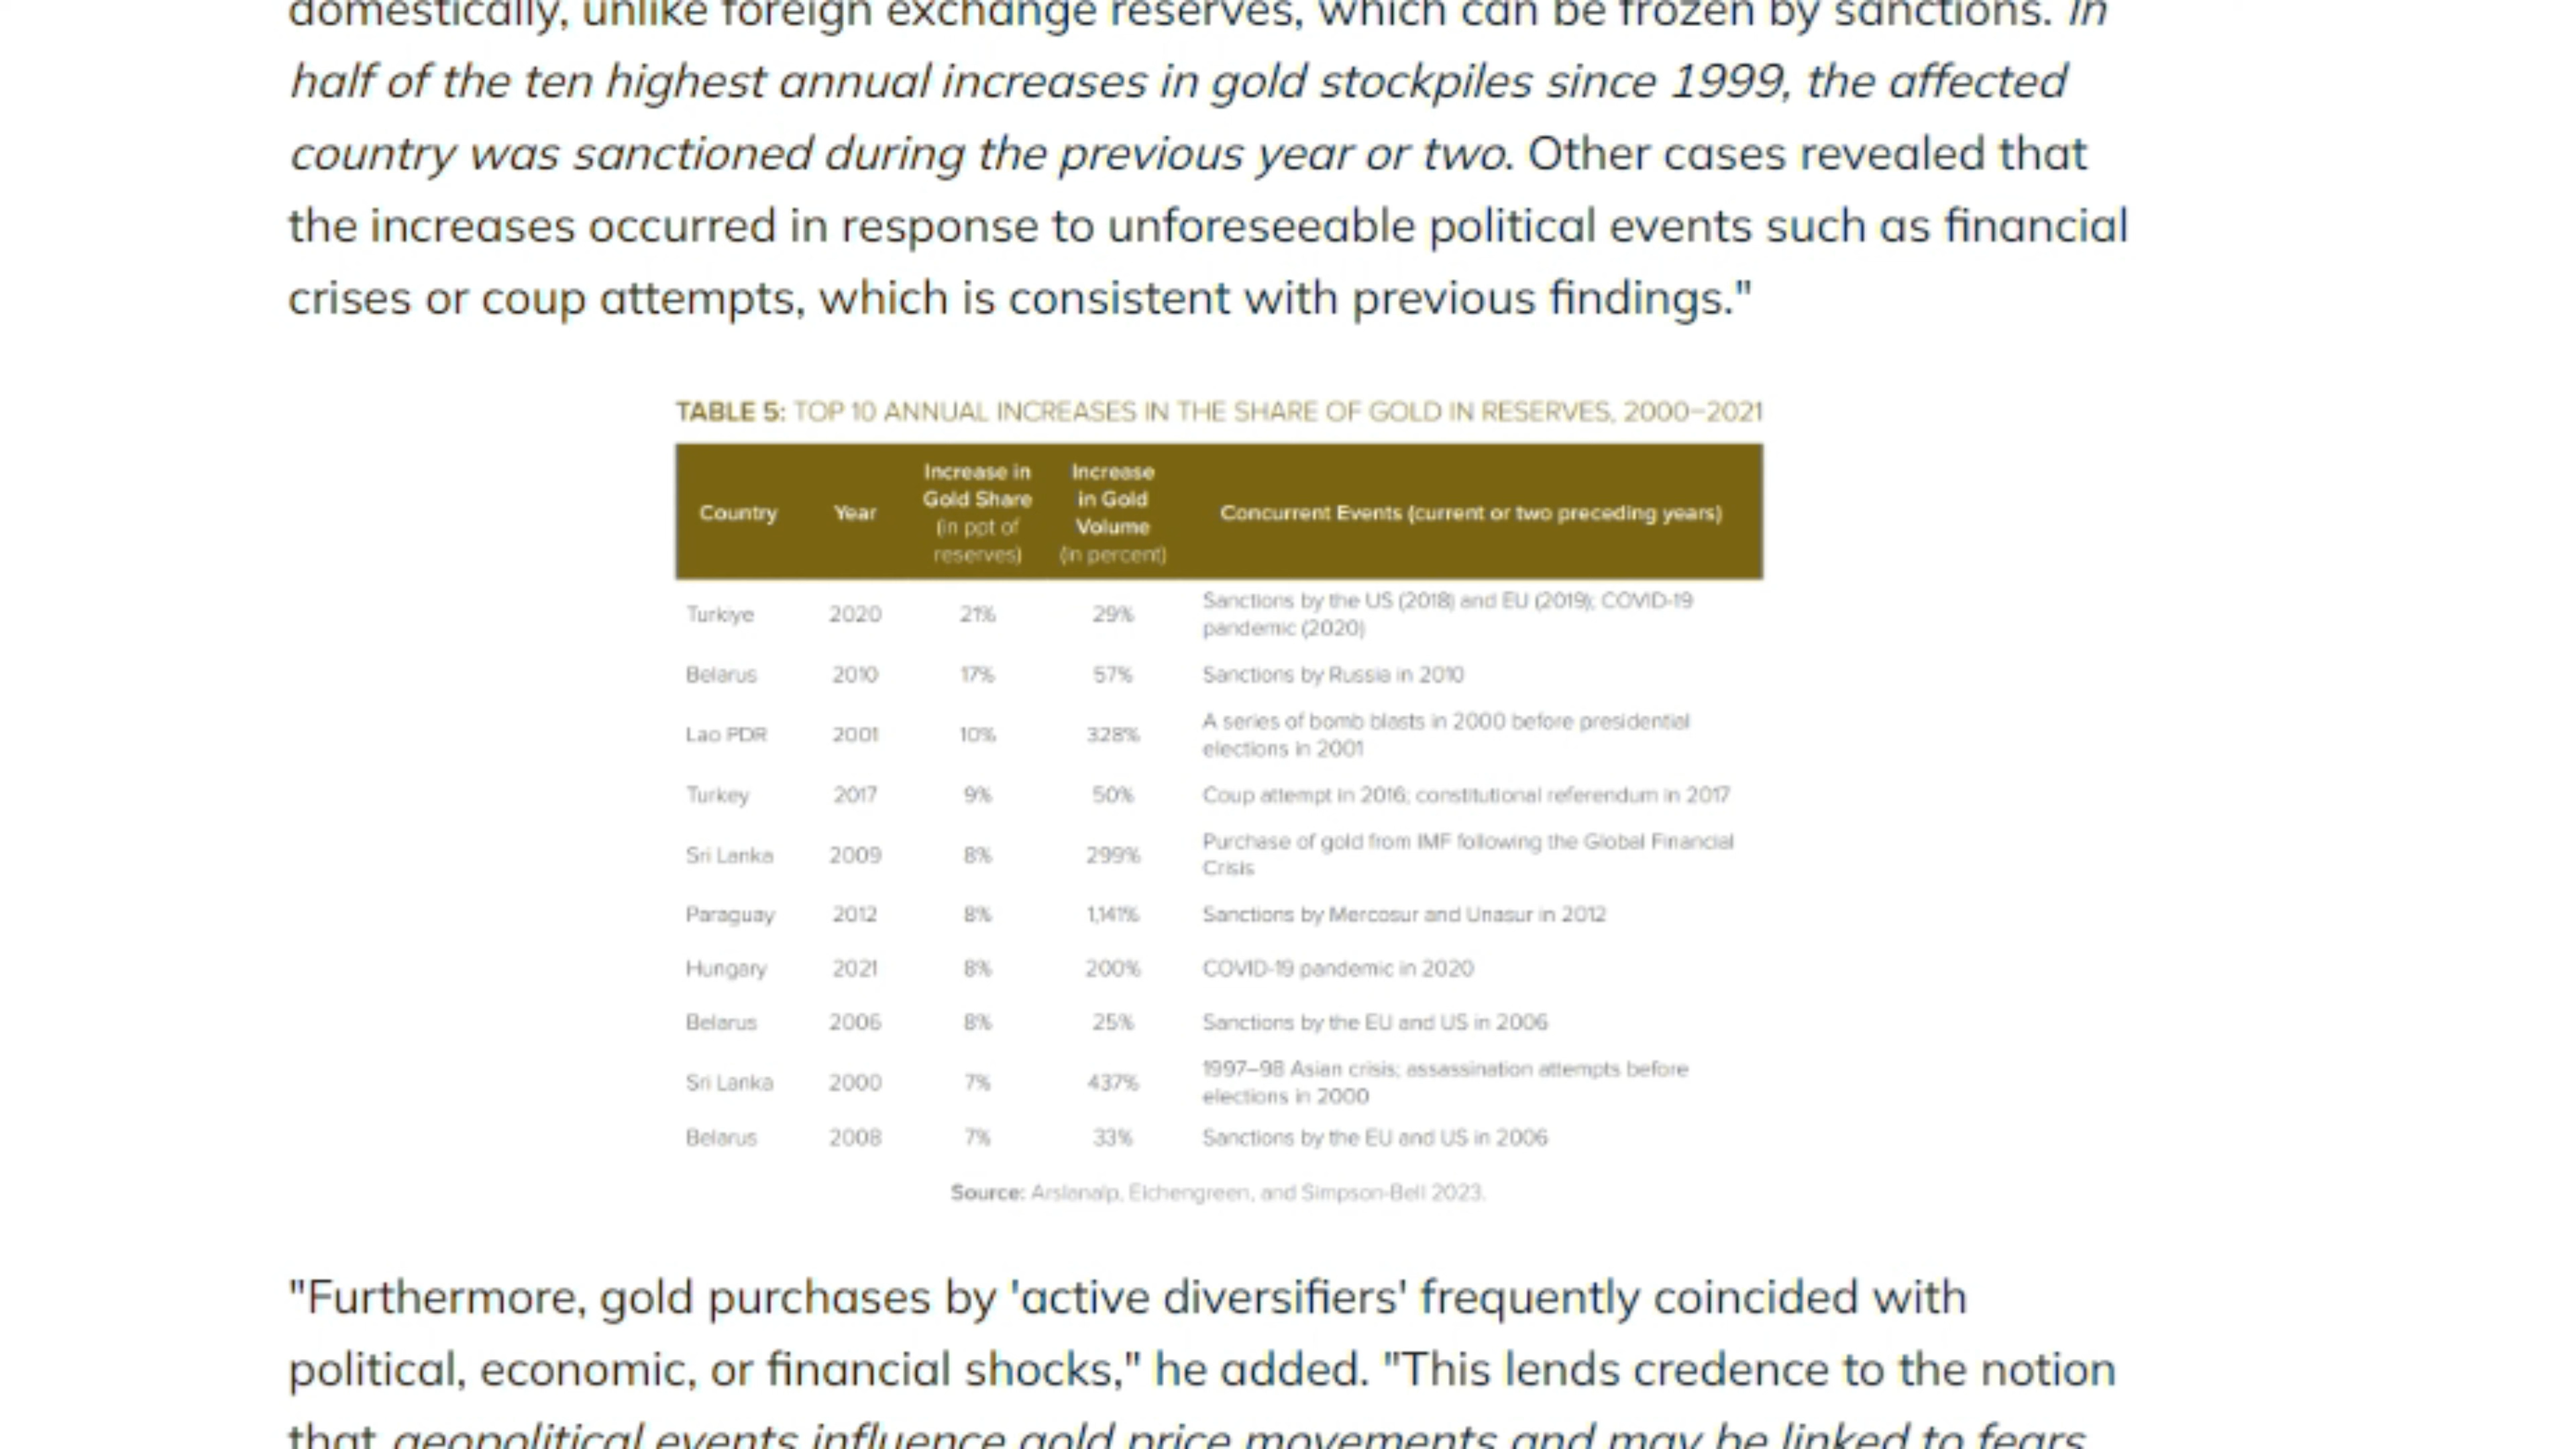 domestically, unlike foreign exchange reserves, which can be frozen by sanctions. In
half of the ten highest annual increases in gold stockpiles since 1999, the affected
country was sanctioned during the previous year or two. Other cases revealed that
the increases occurred in response to unforeseeable political events such as financial
crises or coup attempts, which is consistent with previous findings."
TABLE 5: TOP 10 ANNUAL INCREASES IN THE SHARE OF GOLD IN RESERVES, 2000–2021
Country Year Increase in Gold Share (in ppt of reserves) Increase in Gold Volume (in percent) Concurrent Events (current or two preceding years)
Turkiye 2020 21% 29% Sanctions by the US (2018) and EU (2019); COVID-19
pandemic (2020)
Belarus 2010 17% 57% Sanctions by Russia in 2010
Lao PDR 2001 10% 328% A series of bomb blasts in 2000 before presidential
elections in 2001
Turkey 2017 9% 50% Coup attempt in 2016; constitutional referendum in 2017
Sri Lanka 2009 8% 299% Purchase of gold from IMF following the Global Financial
Crisis
Paraguay 2012 8% 1,141% Sanctions by Mercosur and Unasur in 2012
Hungary 2021 8% 200% COVID-19 pandemic in 2020
Belarus 2006 8% 25% Sanctions by the EU and US in 2006
Sri Lanka 2000 7% 437% 1997–98 Asian crisis; assassination attempts before
elections in 2000
Belarus 2008 7% 33% Sanctions by the EU and US in 2006
Source: Arslanalp, Eichengreen, and Simpson-Bell 2023.
"Furthermore, gold purchases by 'active diversifiers' frequently coincided with
political, economic, or financial shocks," he added. "This lends credence to the notion
that geopolitical events influence gold price movements and may be linked to fears